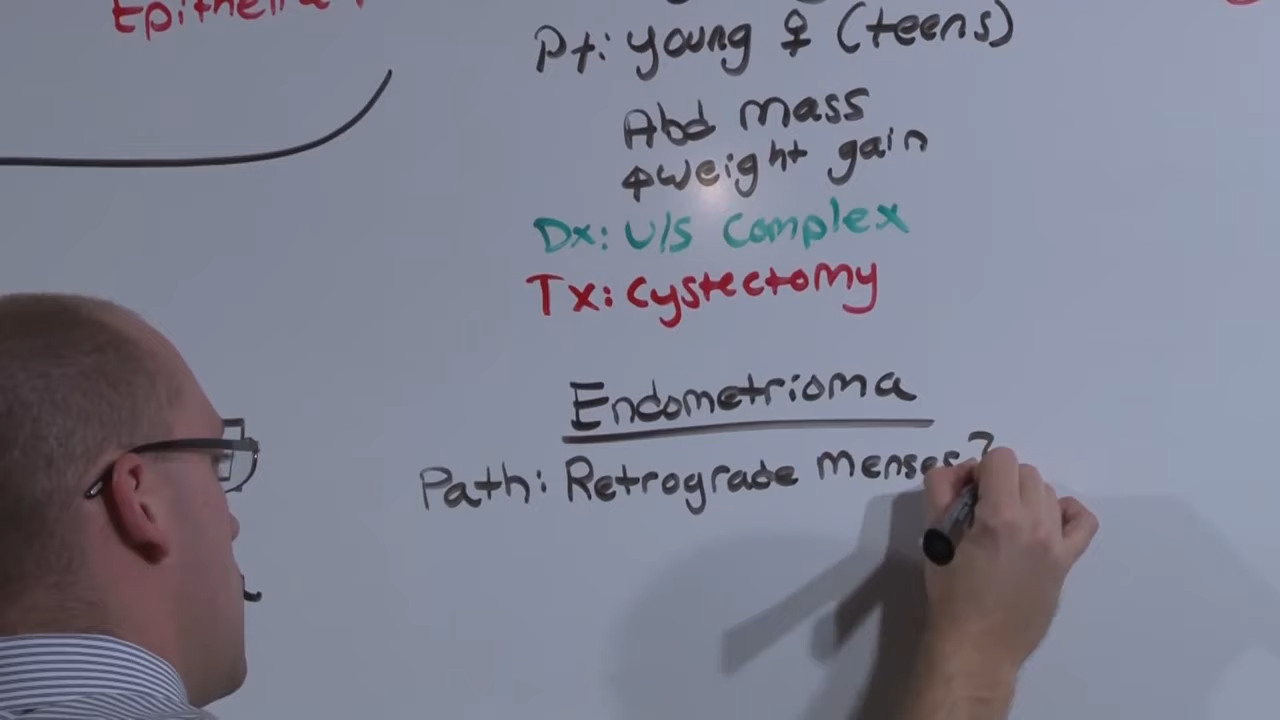 Pt: young ♀ (teens)
Abd mass
↑weight gain
Dx: U/S Complex
Tx: Cystectomy
Endometrioma
Path: Retrograde Menses?